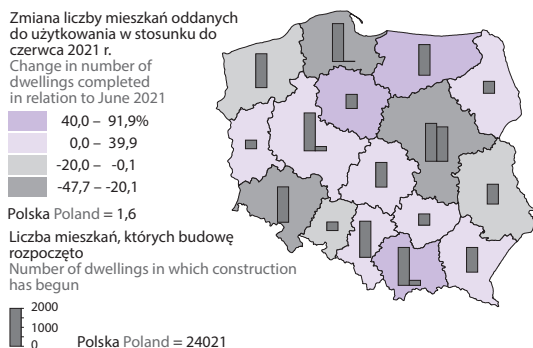 Zmiana liczby mieszkań oddanych
do użytkowania w stosunku do
czerwca 2021 r.
Change in number of
dwellings completed
in relation to June 2021
40,0 – 91,9%
0,0 – 39,9
-20,0 – -0,1
-47,7 – -20,1
Polska Poland = 1,6
Liczba mieszkań, których budowę
rozpoczęto
Number of dwellings in which construction
has begun
2000
1000
0
Polska Poland = 24021